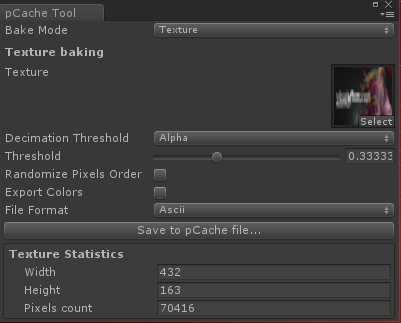 pCache Tool
Bake Mode Texture
Texture baking
Texture
Select
Decimation Threshold Alpha
Threshold 0.33333
Randomize Pixels Order
Export Colors
File Format Ascii
Save to pCache file...
Texture Statistics
Width 432
Height 163
Pixels count 70416